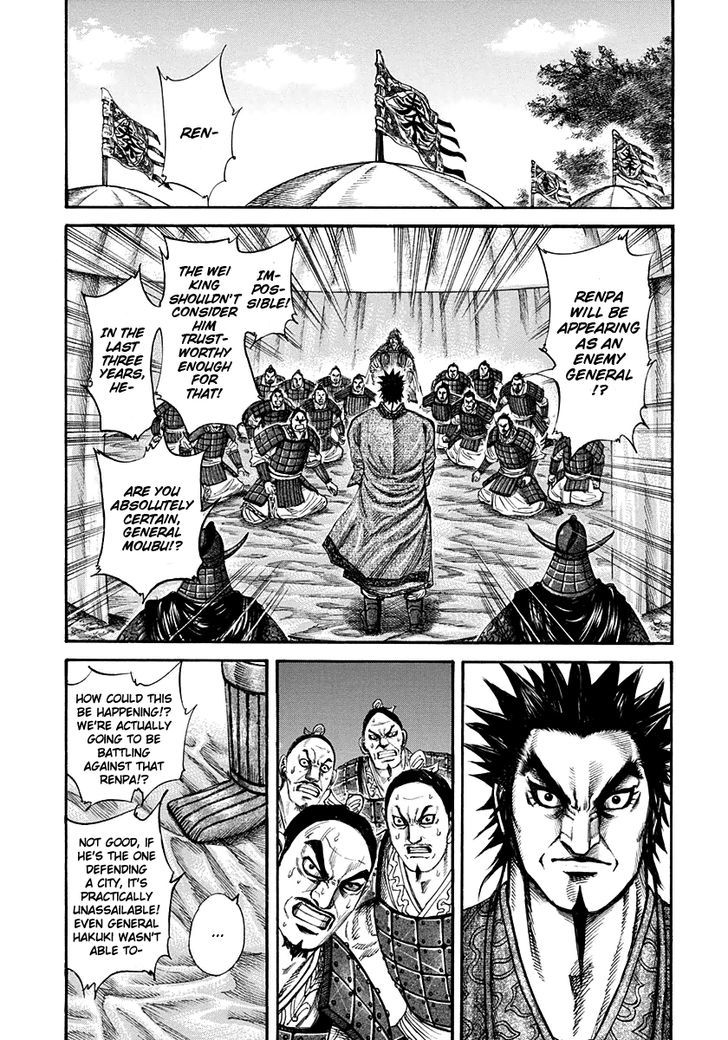 REN-
RENPA
WILL BE
APPEARING
AS AN
ENEMY
GENERAL
!?
IM-
POS-
SIBLE!
THE WEI
KING
SHOULDN'T
CONSIDER
HIM
TRUST-
WORTHY
ENOUGH
FOR
THAT!
IN THE
LAST
THREE
YEARS,
HE-
ARE YOU
ABSOLUTELY
CERTAIN,
GENERAL
MOUBU!?
HOW COULD THIS
BE HAPPENING!?
WE'RE ACTUALLY
GOING TO BE
BATTLING
AGAINST THAT
RENPA!?
...
NOT GOOD, IF
HE'S THE ONE
DEFENDING
A CITY, IT'S
PRACTICALLY
UNASSAILABLE!
EVEN GENERAL
HAKUKI WASN'T
ABLE TO-